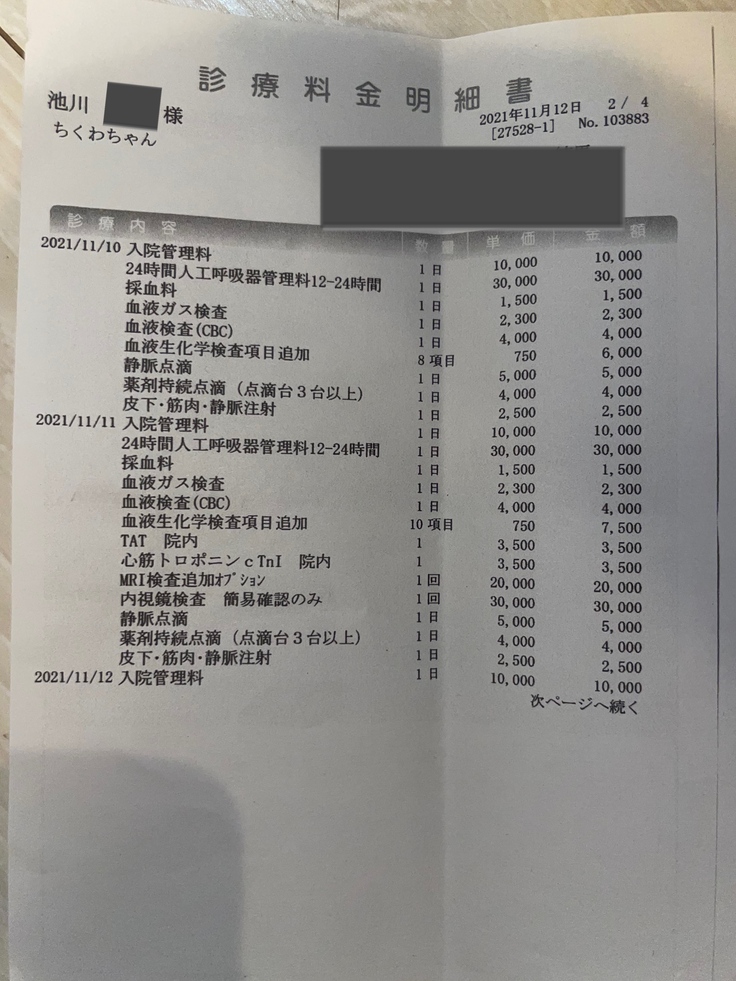 診療料金明細書
池川 様
ちくわちゃん
2021年11月12日 2 / 4
[27528-1] No. 103883
診療内容 数量 単価 金額
2021/11/10 入院管理料 1 日 10,000 10,000
24時間人工呼吸器管理料12-24時間 1 日 30,000 30,000
採血料 1 日 1,500 1,500
血液ガス検査 1 日 2,300 2,300
血液検査(CBC) 1 日 4,000 4,000
血液生化学検査項目追加 8 項目 750 6,000
静脈点滴 1 日 5,000 5,000
薬剤持続点滴（点滴台３台以上） 1 日 4,000 4,000
皮下・筋肉・静脈注射 1 日 2,500 2,500
2021/11/11 入院管理料 1 日 10,000 10,000
24時間人工呼吸器管理料12-24時間 1 日 30,000 30,000
採血料 1 日 1,500 1,500
血液ガス検査 1 日 2,300 2,300
血液検査(CBC) 1 日 4,000 4,000
血液生化学検査項目追加 10 項目 750 7,500
TAT 院内 1 3,500 3,500
心筋トロポニンｃTnI 院内 1 3,500 3,500
MRI検査追加ｵﾌﾟｼｮﾝ 1 回 20,000 20,000
内視鏡検査 簡易確認のみ 1 回 30,000 30,000
静脈点滴 1 日 5,000 5,000
薬剤持続点滴（点滴台３台以上） 1 日 4,000 4,000
皮下・筋肉・静脈注射 1 日 2,500 2,500
2021/11/12 入院管理料 1 日 10,000 10,000
次ページへ続く